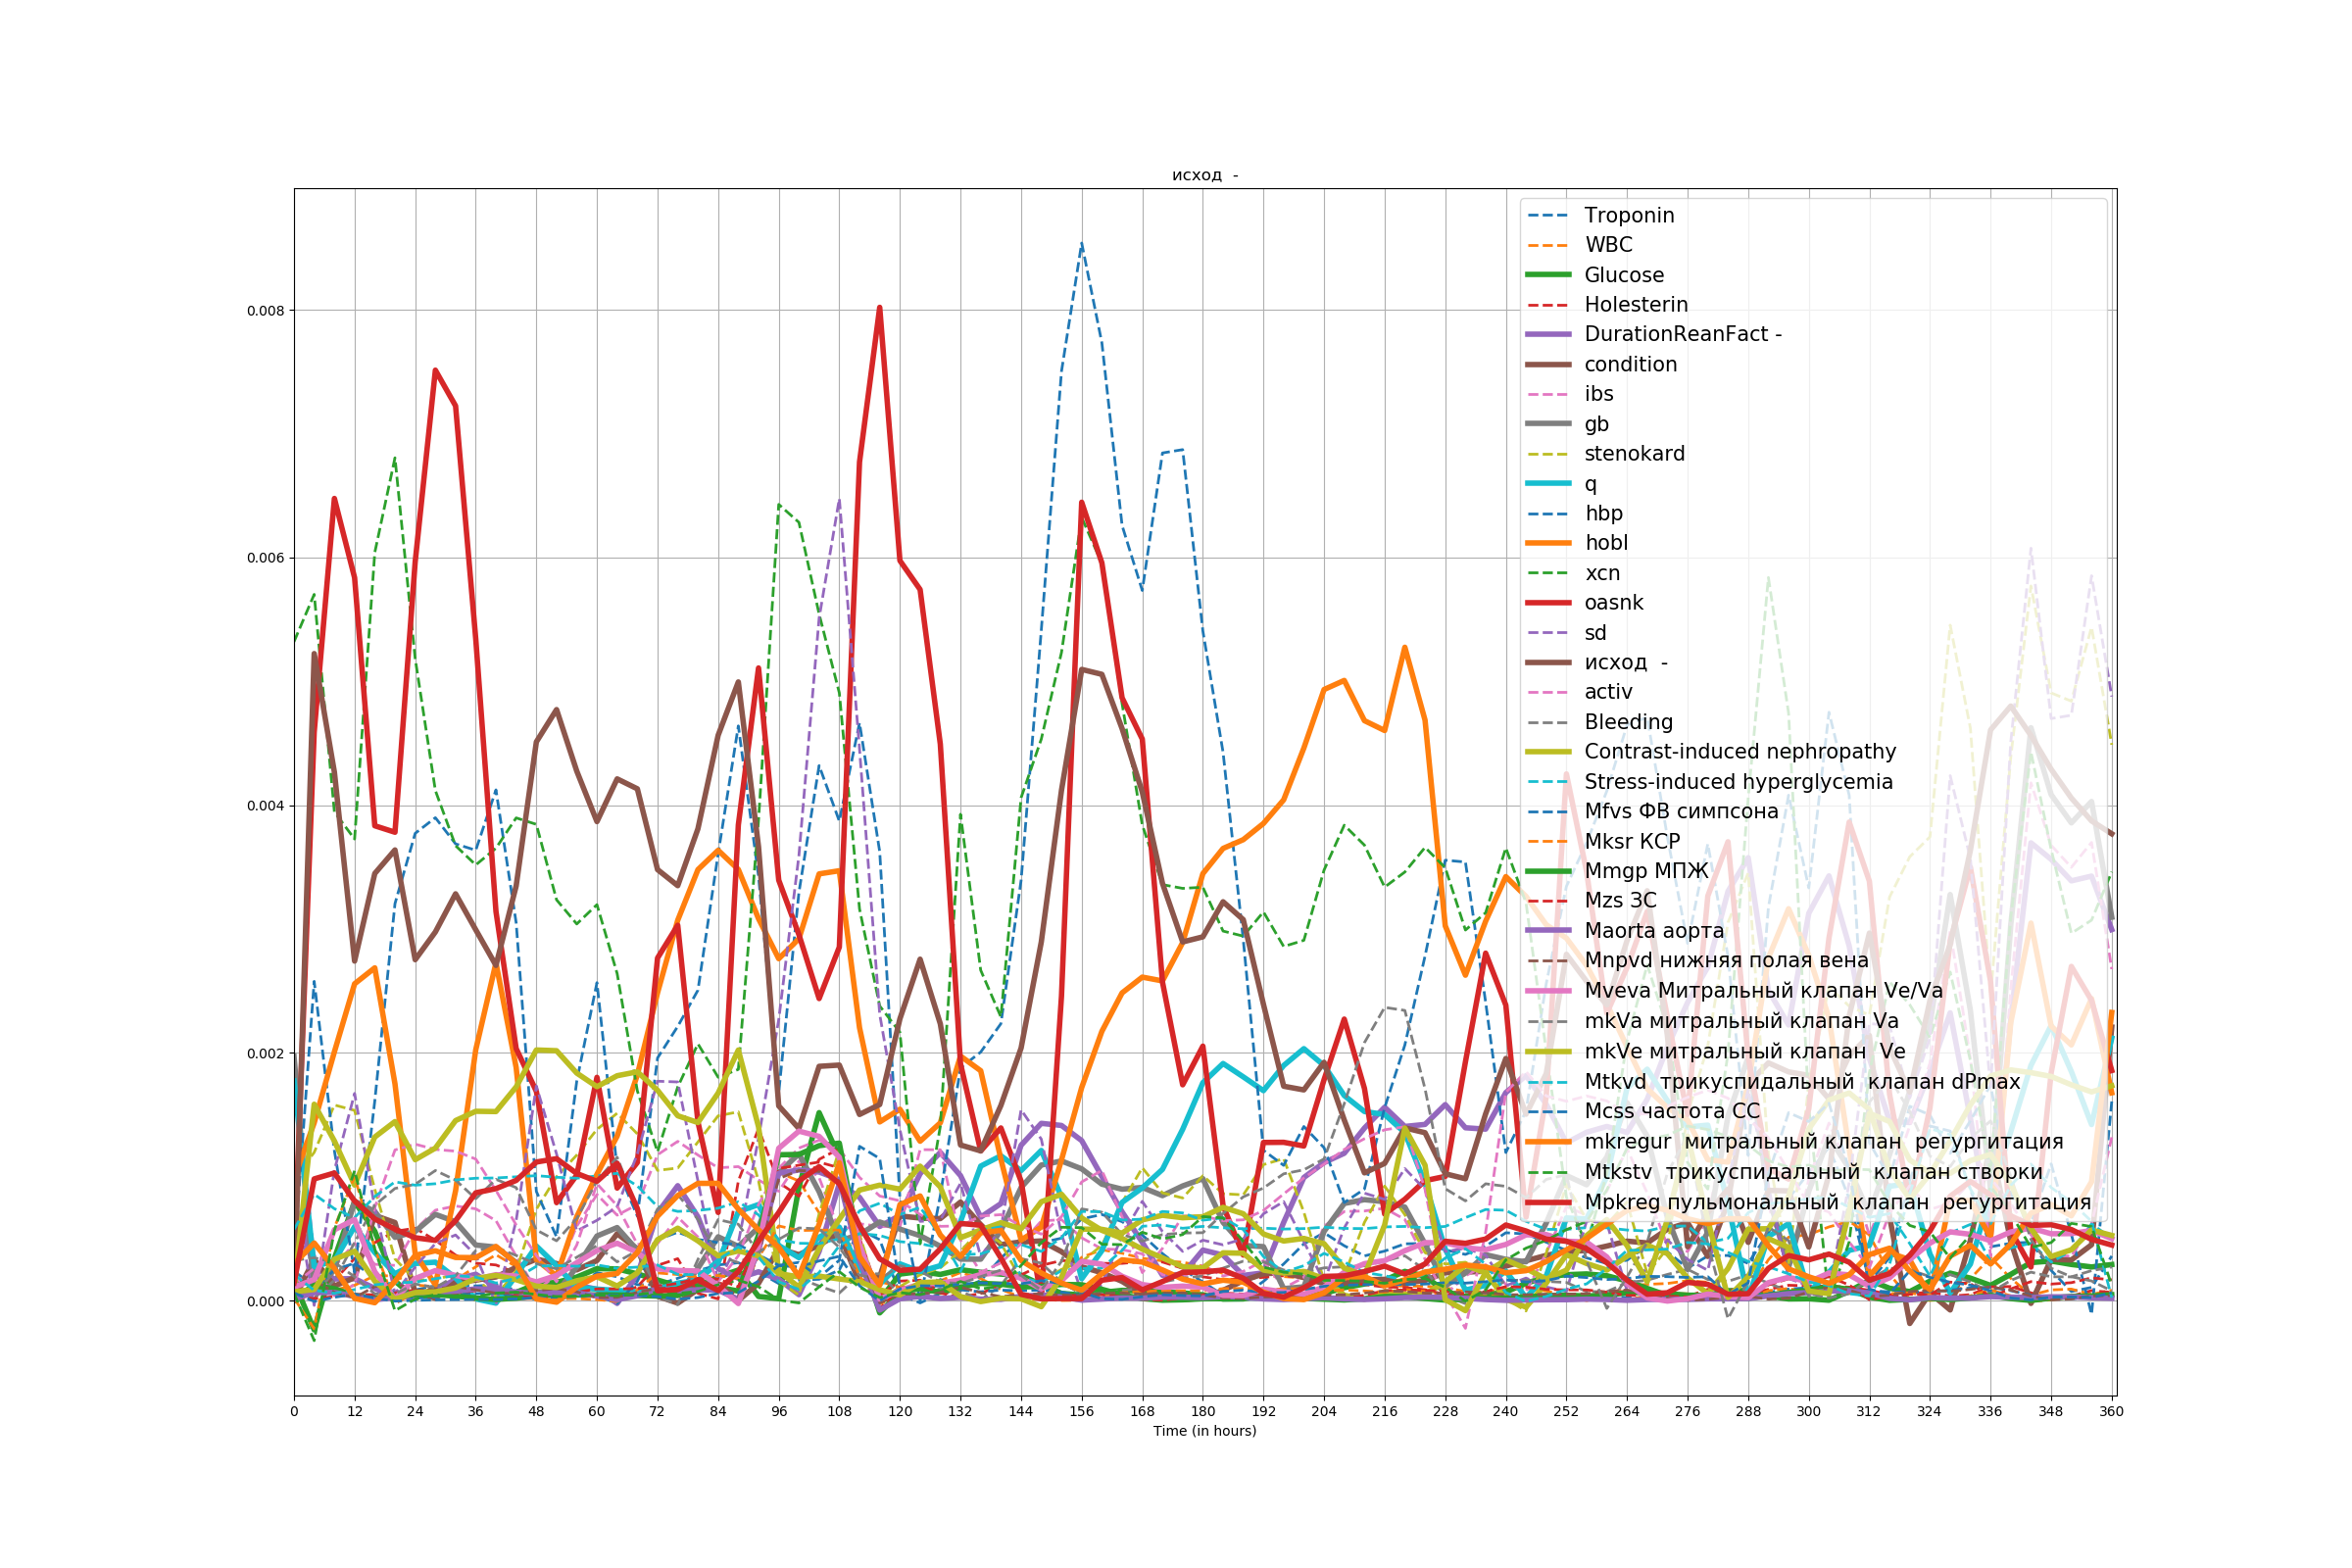 исход -
0.008
0.006
0.004
0.002
0.000
Troponin
WBC
Glucose
Holesterin
DurationReanFact -
condition
ibs
gb
stenokard
q
hbp
hobl
xcn
oasnk
sd
исход -
activ
Bleeding
Contrast-induced nephropathy
Stress-induced hyperglycemia
Mfvs ФВ симпсона
Mksr КСР
Mmgp МПЖ
Mzs ЗС
Maorta аорта
Mnpvd нижняя полая вена
Mveva Митральный клапан Ve/Va
mkVa митральный клапан Va
mkVe митральный клапан Ve
Mtkvd трикуспидальный клапан dPmax
Mcss частота СС
mkregur митральный клапан регургитация
Mtkstv трикуспидальный клапан створки
Mpkreg пульмональный клапан регургитация
0 12 24 36 48 60 72 84 96 108 120 132 144 156 168 180 192 204 216 228 240 252 264 276 288 300 312 324 336 348 360
Time (in hours)